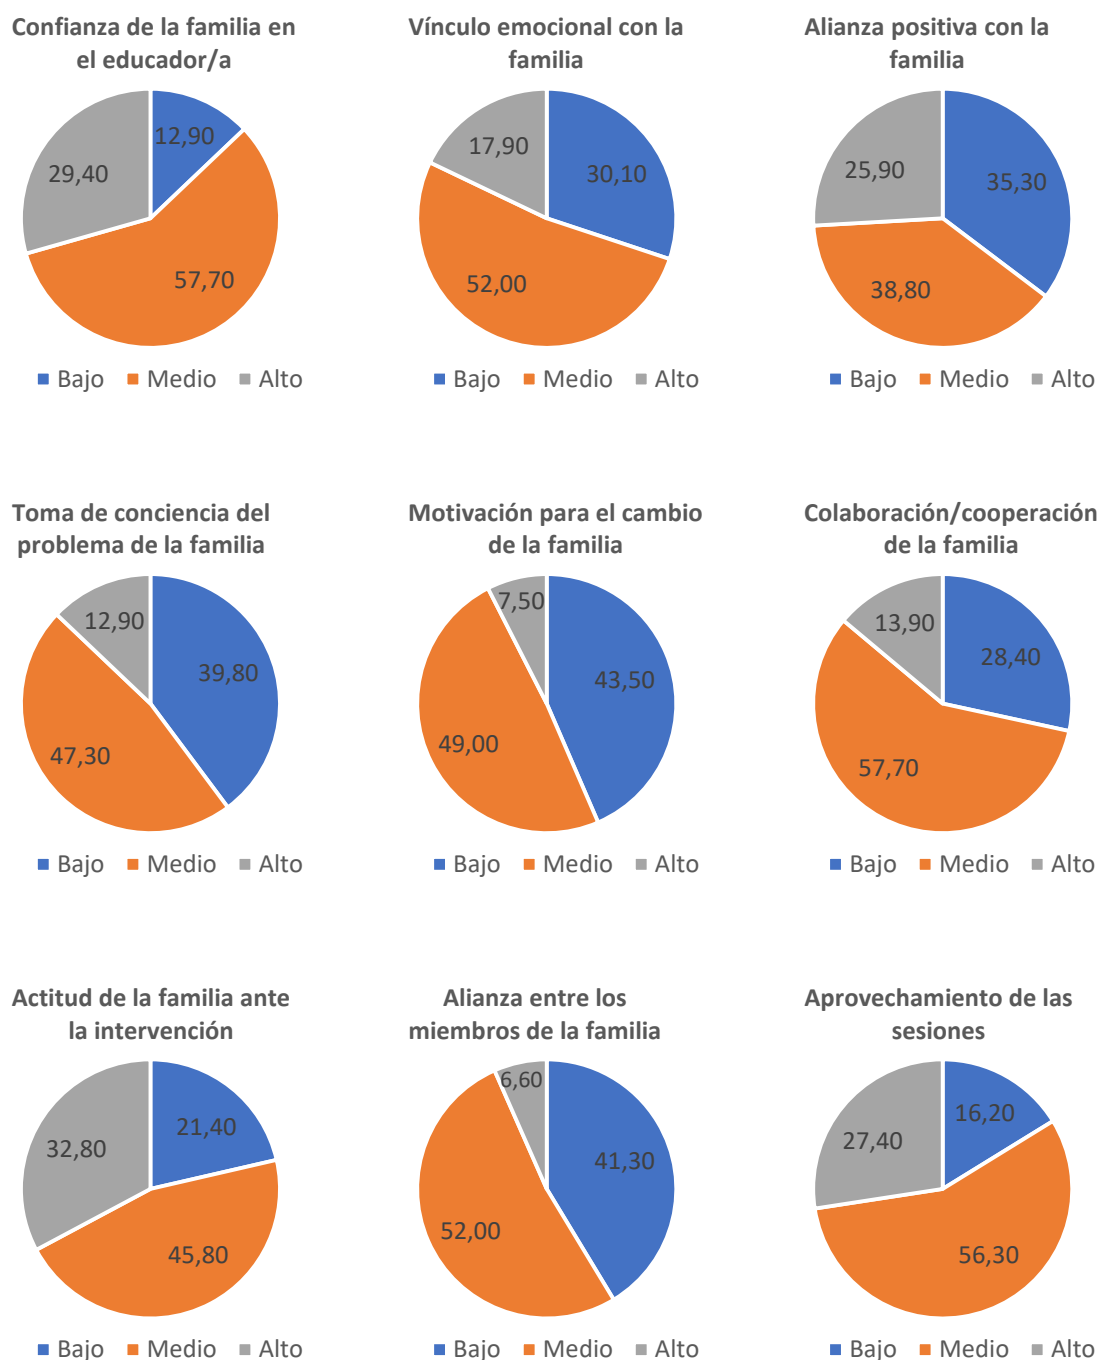 Confianza de la familia en
el educador/a
12,90
29,40
57,70
Bajo Medio Alto
Vínculo emocional con la
familia
17,90
30,10
52,00
Bajo Medio Alto
Alianza positiva con la
familia
25,90
35,30
38,80
Bajo Medio Alto
Toma de conciencia del
problema de la familia
12,90
39,80
47,30
Bajo Medio Alto
Motivación para el cambio
de la familia
7,50
43,50
49,00
Bajo Medio Alto
Colaboración/cooperación
de la familia
13,90
28,40
57,70
Bajo Medio Alto
Actitud de la familia ante
la intervención
21,40
32,80
45,80
Bajo Medio Alto
Alianza entre los
miembros de la familia
6,60
41,30
52,00
Bajo Medio Alto
Aprovechamiento de las
sesiones
16,20
27,40
56,30
Bajo Medio Alto